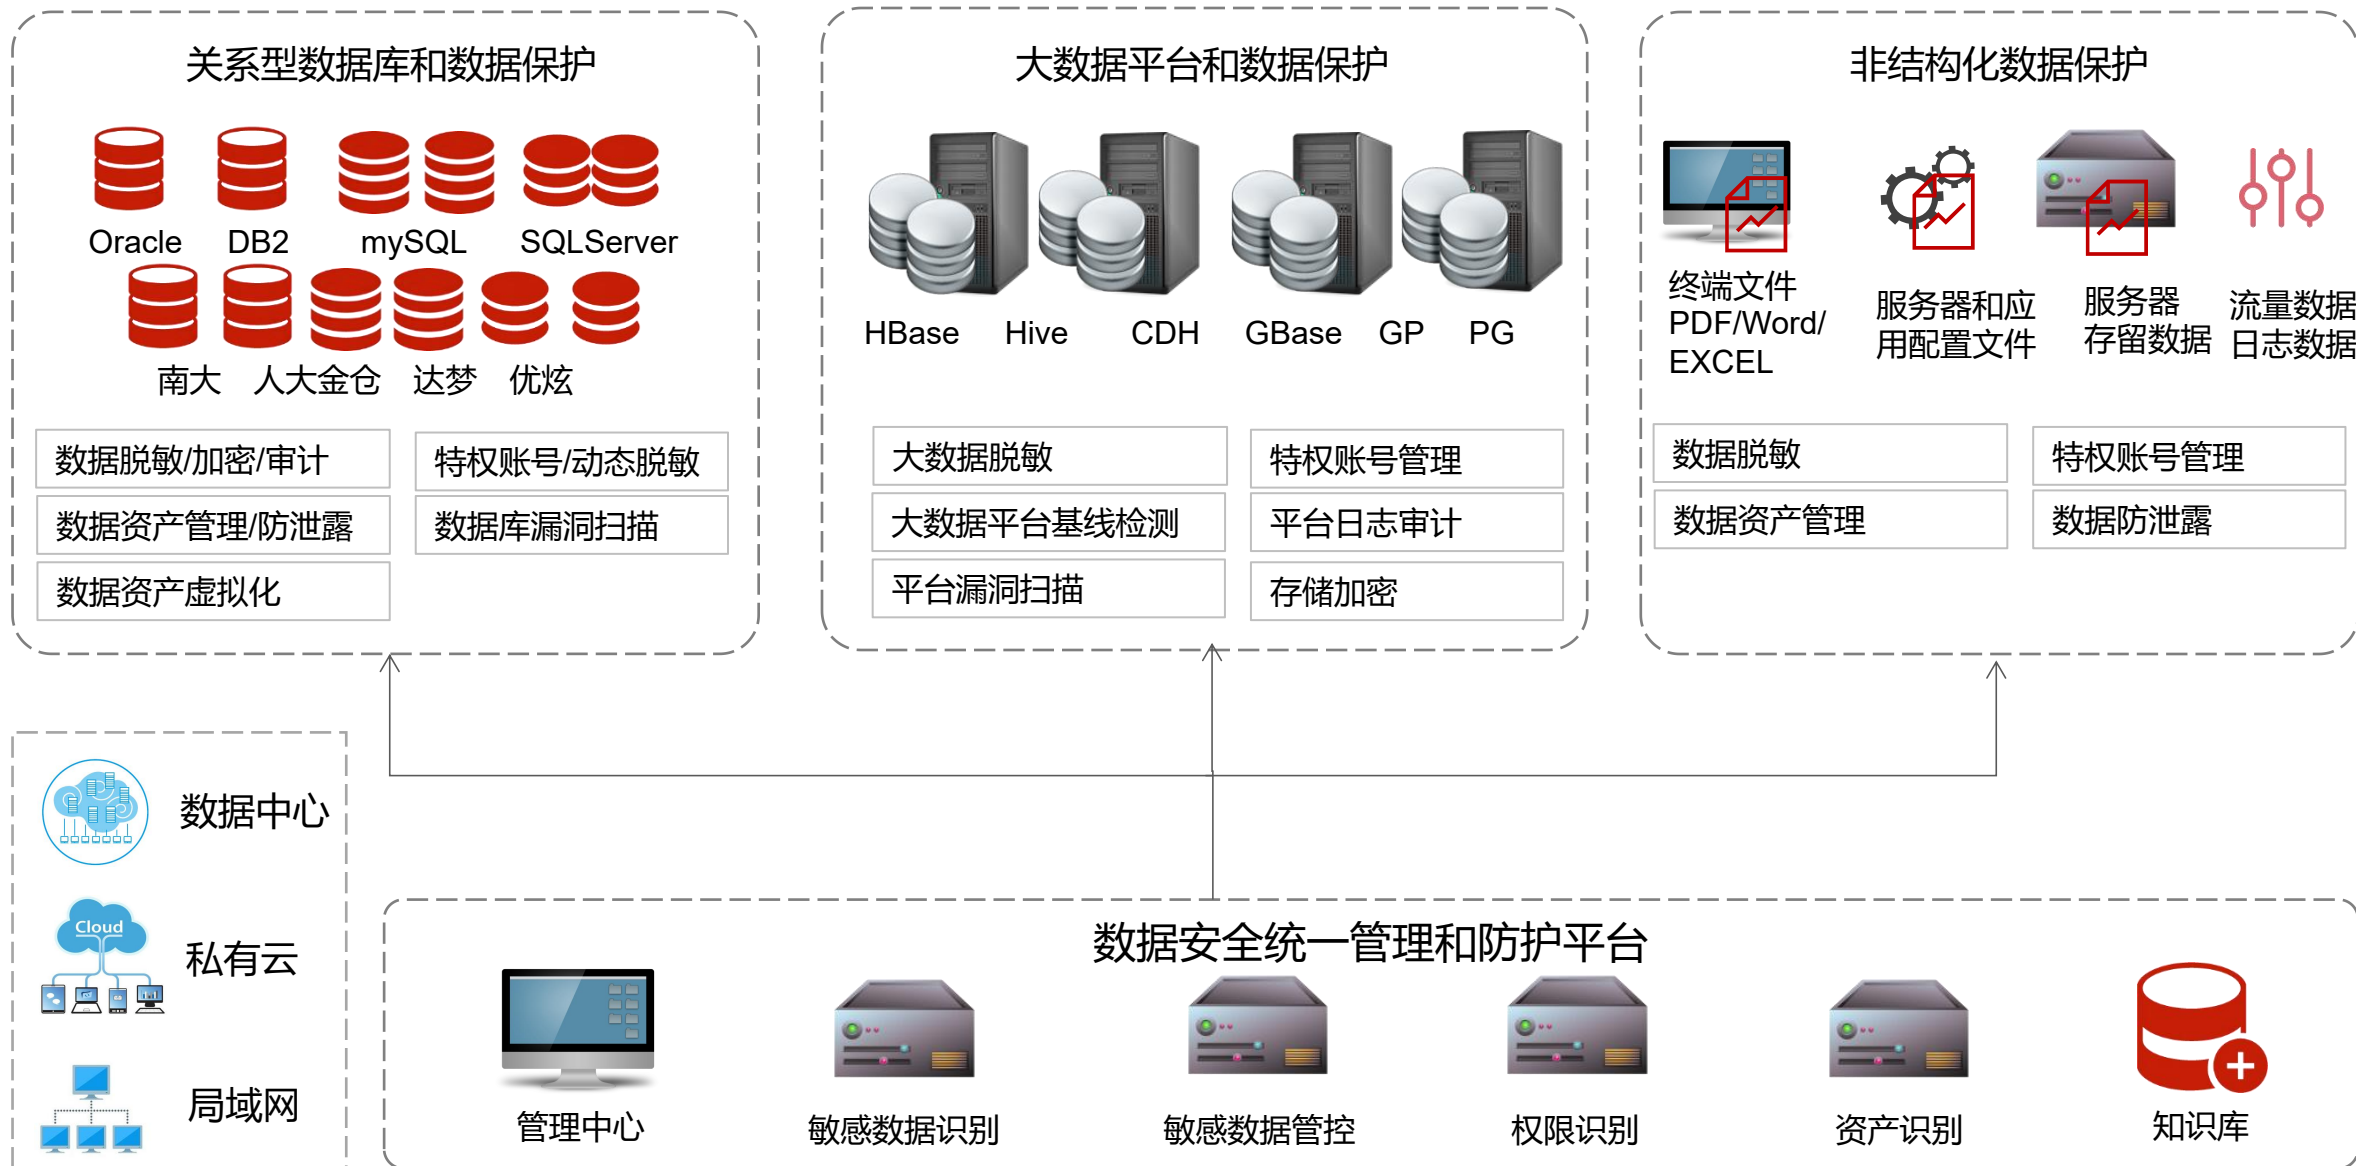 关系型数据库和数据保护
Oracle
DB2
mySQL
SQLServer
南大
人大金仓
达梦
优炫
数据脱敏/加密/审计
特权账号/动态脱敏
数据资产管理/防泄露
数据库漏洞扫描
数据资产虚拟化
大数据平台和数据保护
HBase
Hive
CDH
GBase
GP
PG
大数据脱敏
特权账号管理
大数据平台基线检测
平台日志审计
平台漏洞扫描
存储加密
非结构化数据保护
终端文件
PDF/Word/
EXCEL
服务器和应
用配置文件
服务器
存留数据
流量数据
日志数据
数据脱敏
特权账号管理
数据资产管理
数据防泄露
数据中心
Cloud
私有云
局域网
数据安全统一管理和防护平台
管理中心
敏感数据识别
敏感数据管控
权限识别
资产识别
知识库